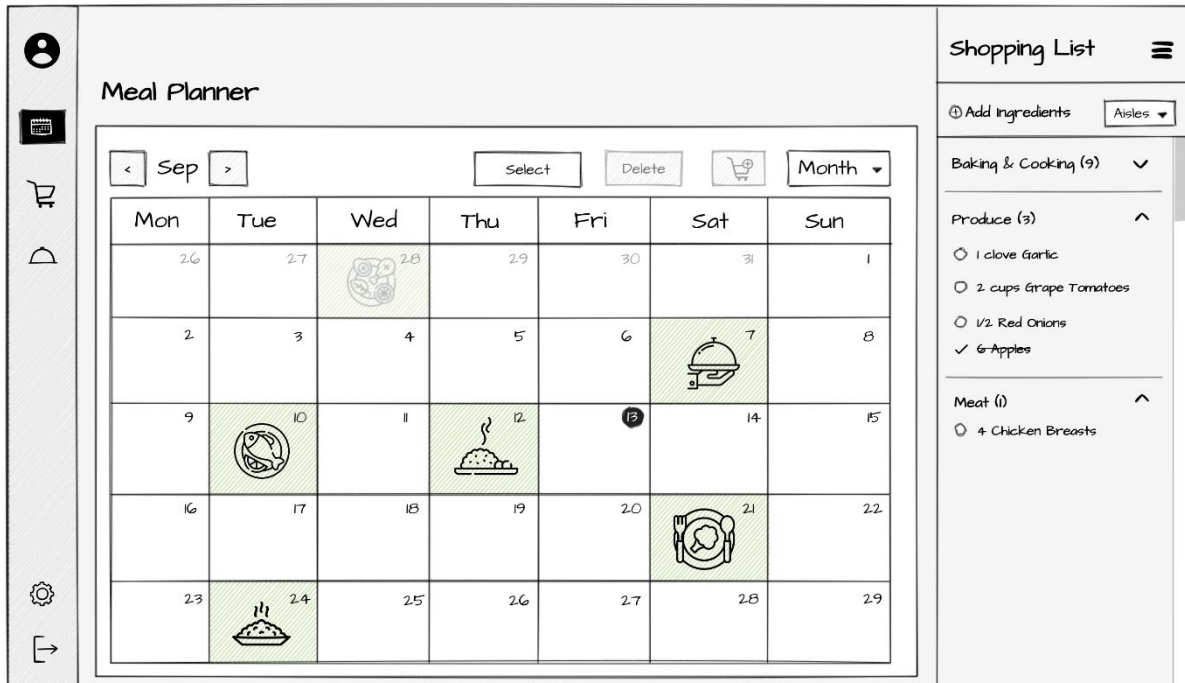 Meal Planner
< Sep > Select Delete Month
Mon Tue Wed Thu Fri Sat Sun
26 27 28 29 30 31 1
2 3 4 5 6 7 8
9 10 11 12 13 14 15
16 17 18 19 20 21 22
23 24 25 26 27 28 29
Shopping List
Add Ingredients Aisles
Baking & Cooking (9)
Produce (3)
1 clove Garlic
2 cups Grape Tomatoes
1/2 Red Onions
6 Apples
Meat (1)
4 Chicken Breasts